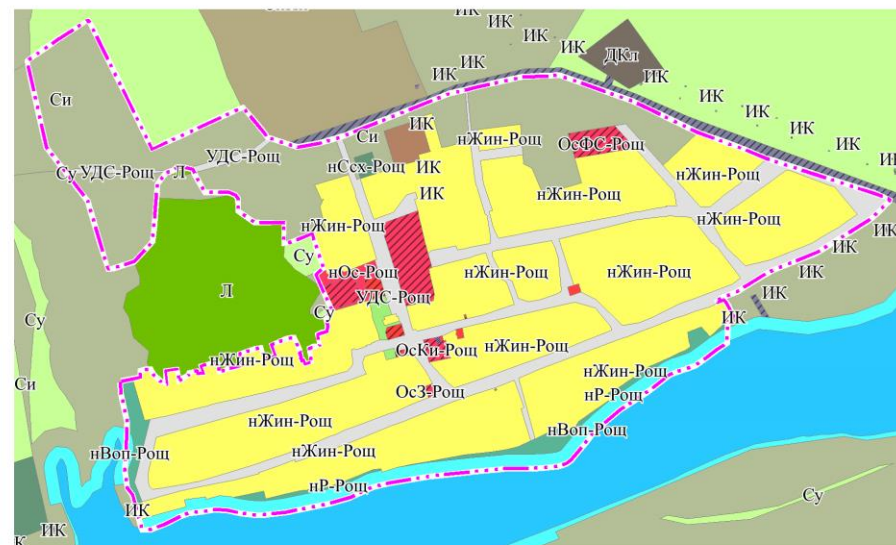 ИК
ИК
ИК
ИК
ИК
ДКл
ИК
ИК
ИК
ИК
ИК
ИК
ИК
Си
Си
ИК
нЖин-Рощ
ОсФС-Рощ
УДС-Рощ
нСсх-Рощ
ИК
Су
УДС-Рощ
Л
ИК
нЖин-Рощ
нЖин-Рощ
нЖин-Рощ
нЖин-Рощ
ИК
Су
нОс-Рощ
нЖин-Рощ
нЖин-Рощ
ИК
Л
УДС-Рощ
ИК
Су
Су
ИК
нЖин-Рощ
ОсКи-Рощ
нЖин-Рощ
Си
нЖин-Рощ
ОсЗ-Рощ
нР-Рощ
нЖин-Рощ
нВоп-Рощ
нЖин-Рощ
нВоп-Рощ
нР-Рощ
Су
ИК
ИК
К